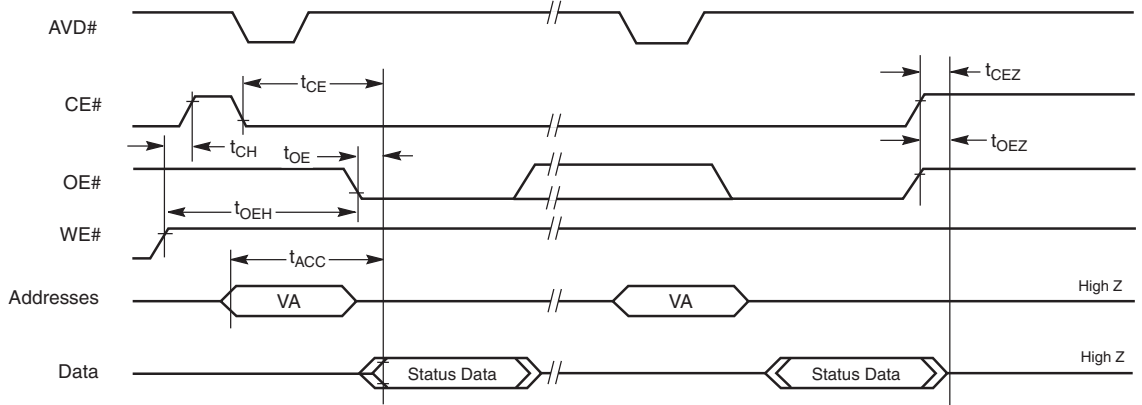 AVD#
tCEZ
tCE
CE#
tCH
tOE
tOEZ
OE#
tOEH
WE#
tACC
Addresses
VA
VA
High Z
Data
Status Data
Status Data
High Z